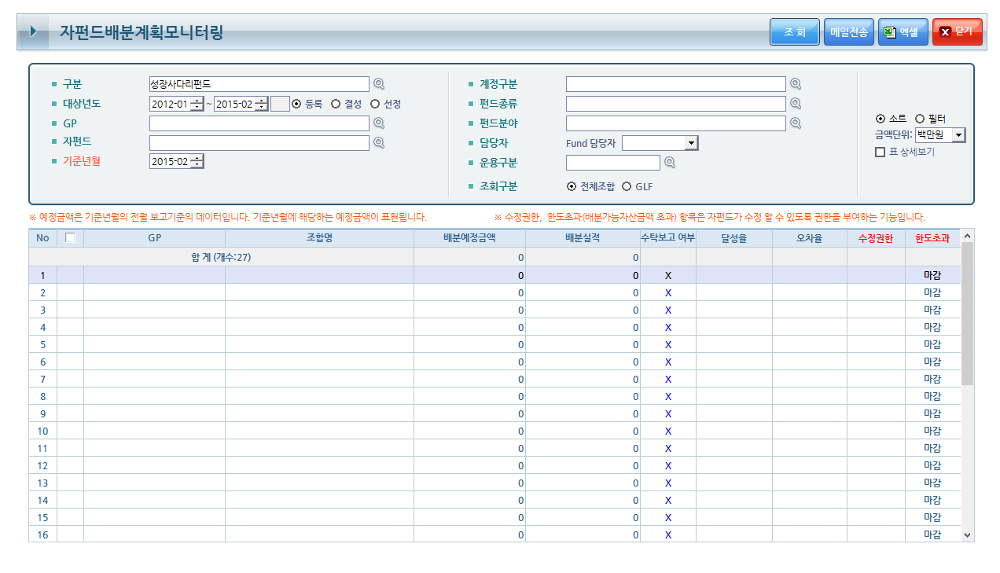 자펀드배분계획모니터링 조 회 메일전송 엑셀 닫기
구분 성장사다리펀드 계정구분
대상년도 2012-01 ~ 2015-02 등록 결성 선정 펀드종류
GP 펀드분야 소트 필터
자펀드 담당자 Fund 담당자 금액단위: 백만원
기준년월 2015-02 운용구분 표 상세보기
조회구분 전체조합 GLF
※ 예정금액은 기준년월의 전월 보고기준의 데이터입니다. 기준년월에 해당하는 예정금액이 표현됩니다. ※ 수정권한, 한도초과(배분가능자산금액 초과) 항목은 자펀드가 수정 할 수 있도록 권한을 부여하는 기능입니다.
No GP 조합명 배분예정금액 배분실적 수탁보고 여부 달성율 오차율 수정권한 한도초과
합 계 (개수:27) 0 0
1 0 0 X 마감
2 0 0 X 마감
3 0 0 X 마감
4 0 0 X 마감
5 0 0 X 마감
6 0 0 X 마감
7 0 0 X 마감
8 0 0 X 마감
9 0 0 X 마감
10 0 0 X 마감
11 0 0 X 마감
12 0 0 X 마감
13 0 0 X 마감
14 0 0 X 마감
15 0 0 X 마감
16 0 0 X 마감